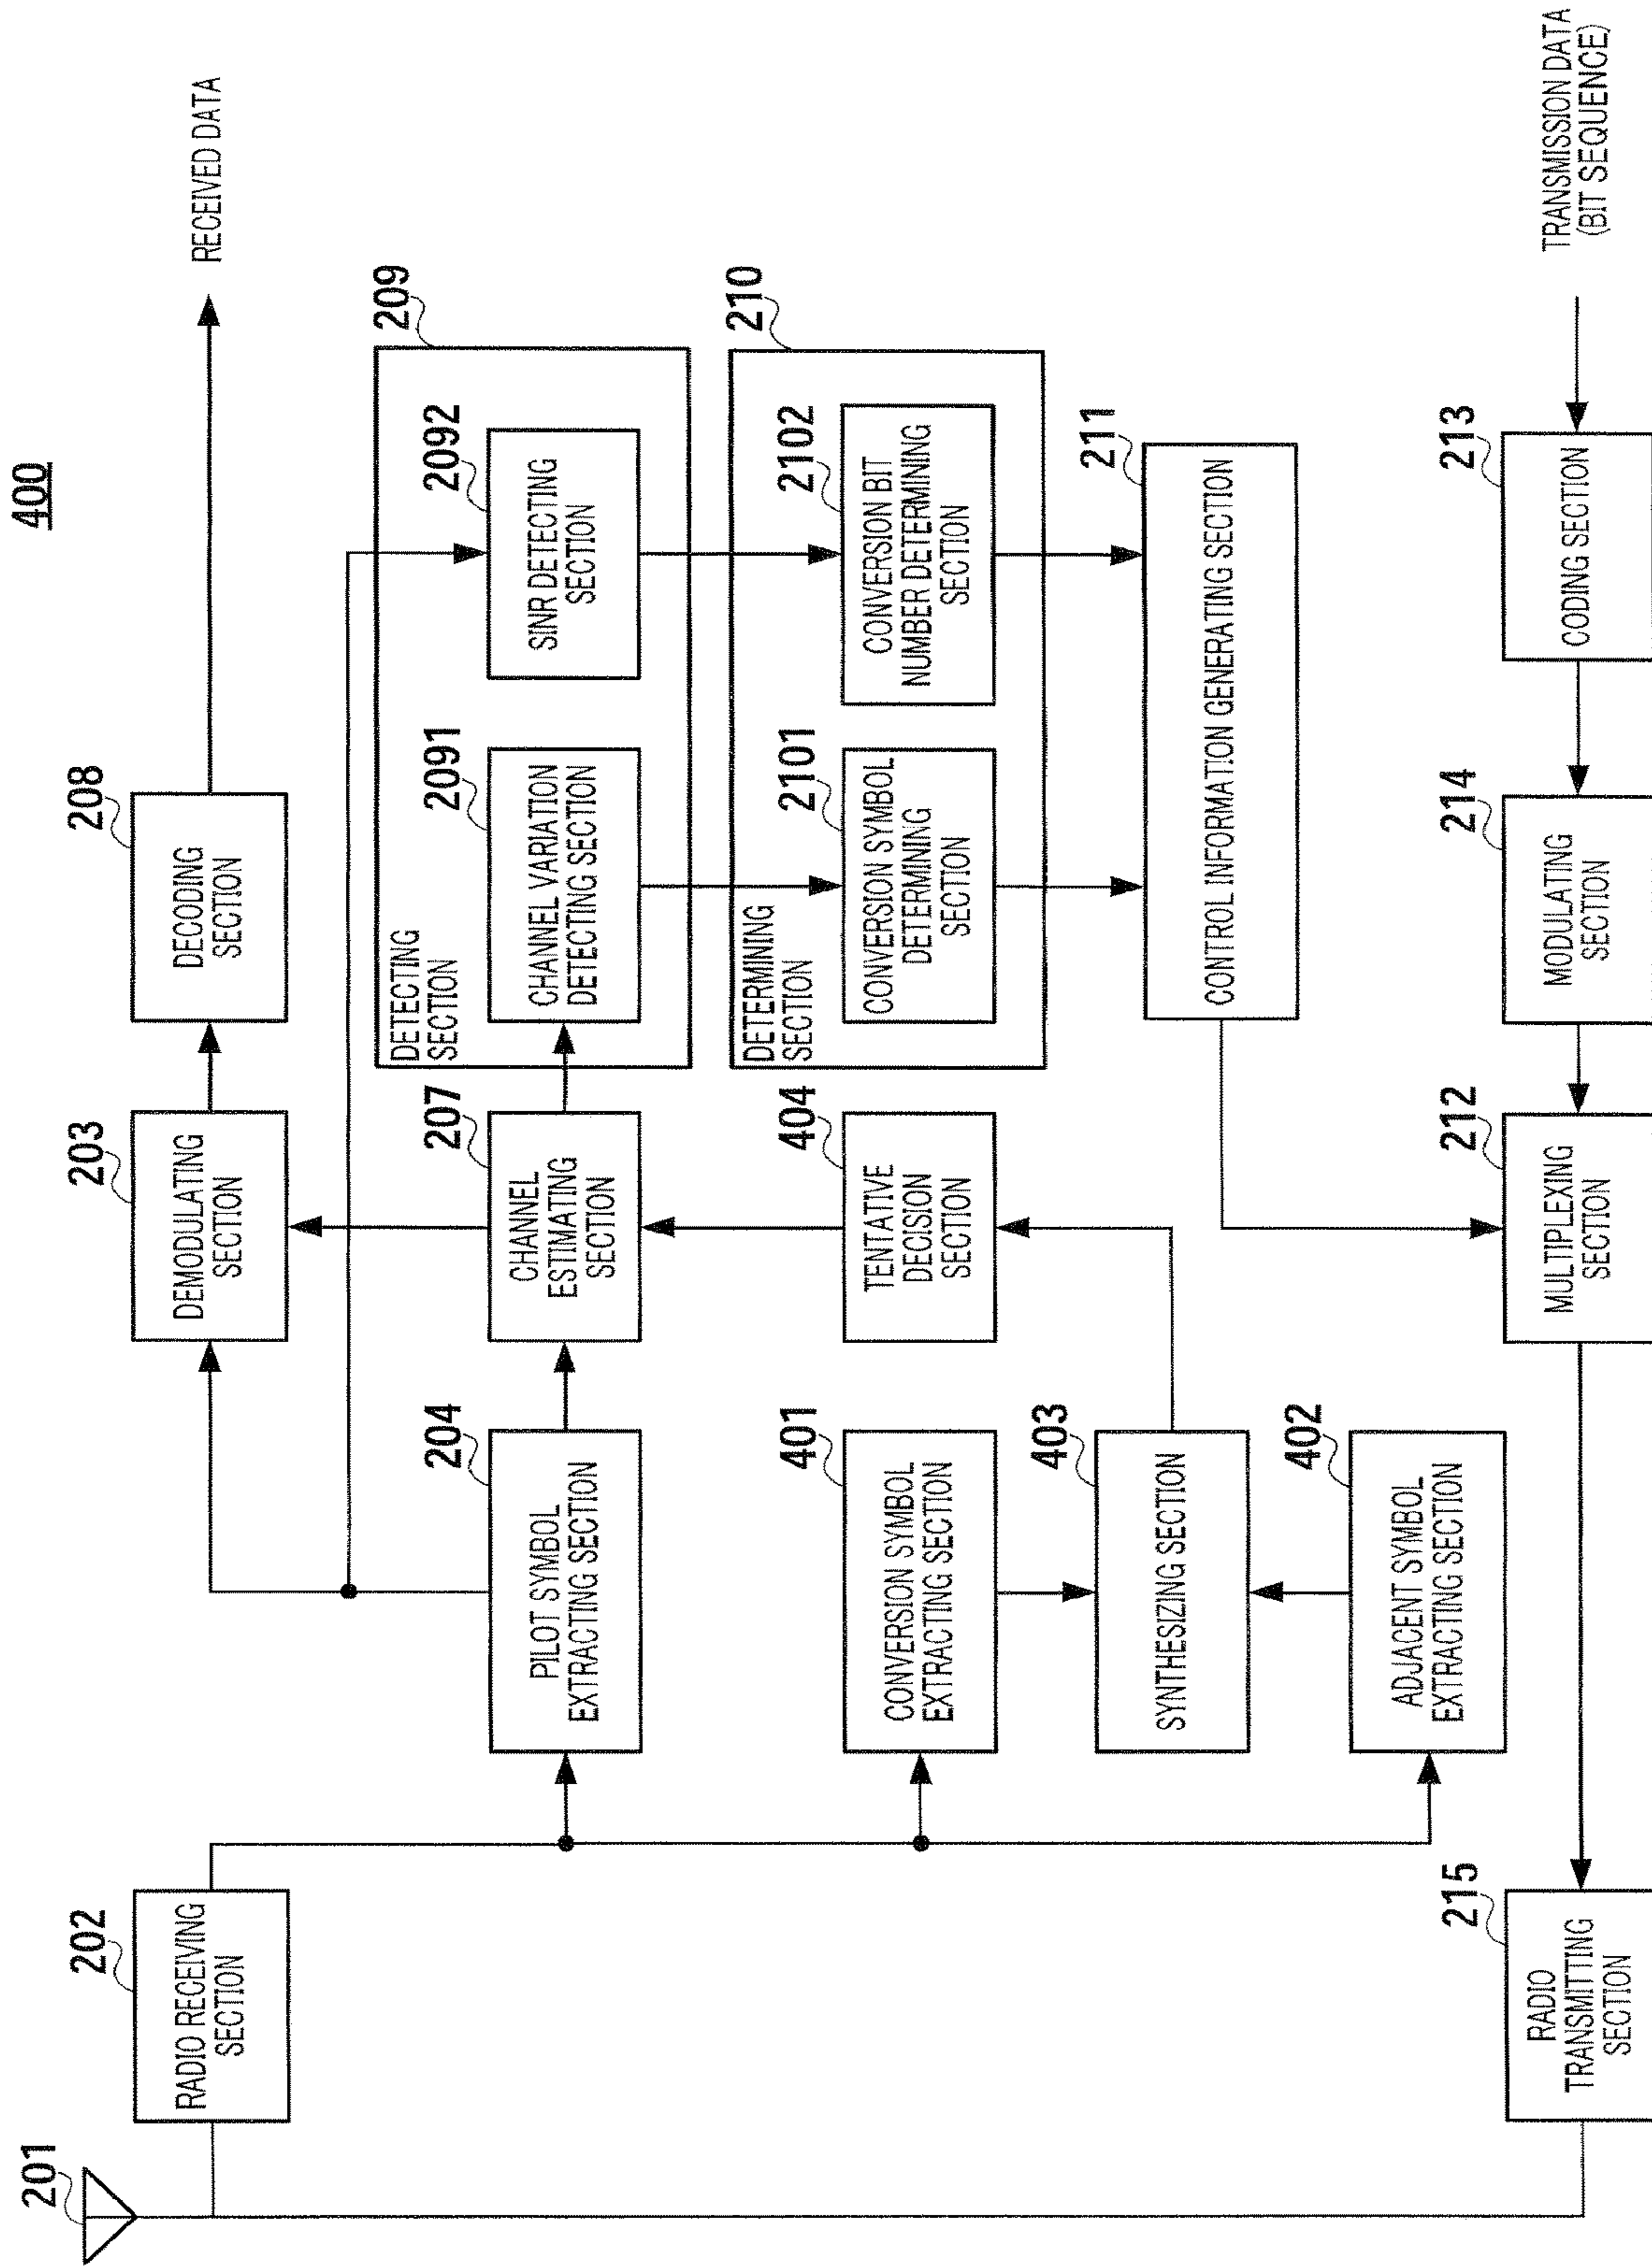 400
201
202
RADIO RECEIVING
SECTION
203
DEMODULATING
SECTION
208
DECODING
SECTION
RECEIVED DATA
204
PILOT SYMBOL
EXTRACTING SECTION
207
CHANNEL
ESTIMATING
SECTION
209
DETECTING
SECTION
2091
CHANNEL VARIATION
DETECTING SECTION
2092
SINR DETECTING
SECTION
401
CONVERSION SYMBOL
EXTRACTING SECTION
404
TENTATIVE
DECISION
SECTION
210
DETERMINING
SECTION
2101
CONVERSION SYMBOL
DETERMINING
SECTION
2102
CONVERSION BIT
NUMBER DETERMINING
SECTION
403
SYNTHESIZING SECTION
211
CONTROL INFORMATION GENERATING SECTION
402
ADJACENT SYMBOL
EXTRACTING SECTION
215
RADIO
TRANSMITTING
SECTION
212
MULTIPLEXING
SECTION
214
MODULATING
SECTION
213
CODING SECTION
TRANSMISSION DATA
(BIT SEQUENCE)